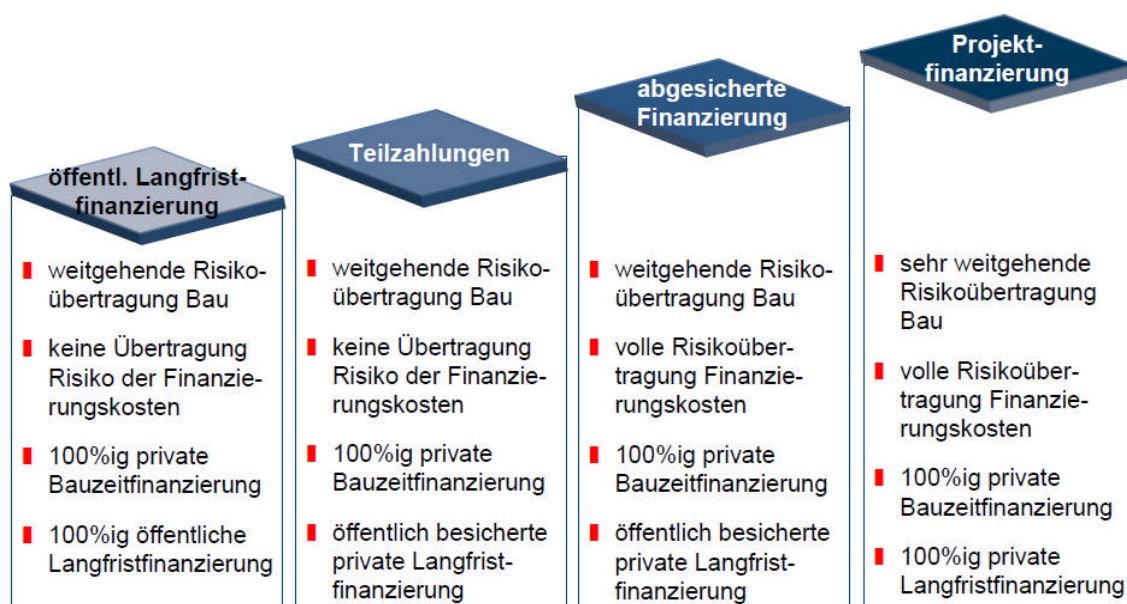 öffentl. Langfrist-
finanzierung
weitgehende Risiko-
übertragung Bau
keine Übertragung
Risiko der Finanzie-
rungskosten
100%ig private
Bauzeitfinanzierung
100%ig öffentliche
Langfristfinanzierung
Teilzahlungen
weitgehende Risiko-
übertragung Bau
keine Übertragung
Risiko der Finanzie-
rungskosten
100%ig private
Bauzeitfinanzierung
öffentlich besicherte
private Langfrist-
finanzierung
abgesicherte
Finanzierung
weitgehende Risiko-
übertragung Bau
volle Risikoüber-
tragung Finanzie-
rungskosten
100%ig private
Bauzeitfinanzierung
öffentlich besicherte
private Langfrist-
finanzierung
Projekt-
finanzierung
sehr weitgehende
Risikoübertragung
Bau
volle Risikoüber-
tragung Finanzie-
rungskosten
100%ig private
Bauzeitfinanzierung
100%ig private
Langfristfinanzierung